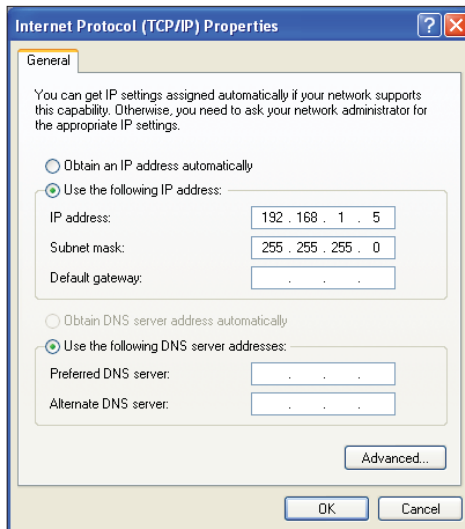 Internet Protocol (TCP/IP) Properties
General
You can get IP settings assigned automatically if your network supports
this capability. Otherwise, you need to ask your network administrator for
the appropriate IP settings.
Obtain an IP address automatically
Use the following IP address:
IP address: 192 . 168 . 1 . 5
Subnet mask: 255 . 255 . 255 . 0
Default gateway: . . .
Obtain DNS server address automatically
Use the following DNS server addresses:
Preferred DNS server: . . .
Alternate DNS server: . . .
Advanced...
OK Cancel